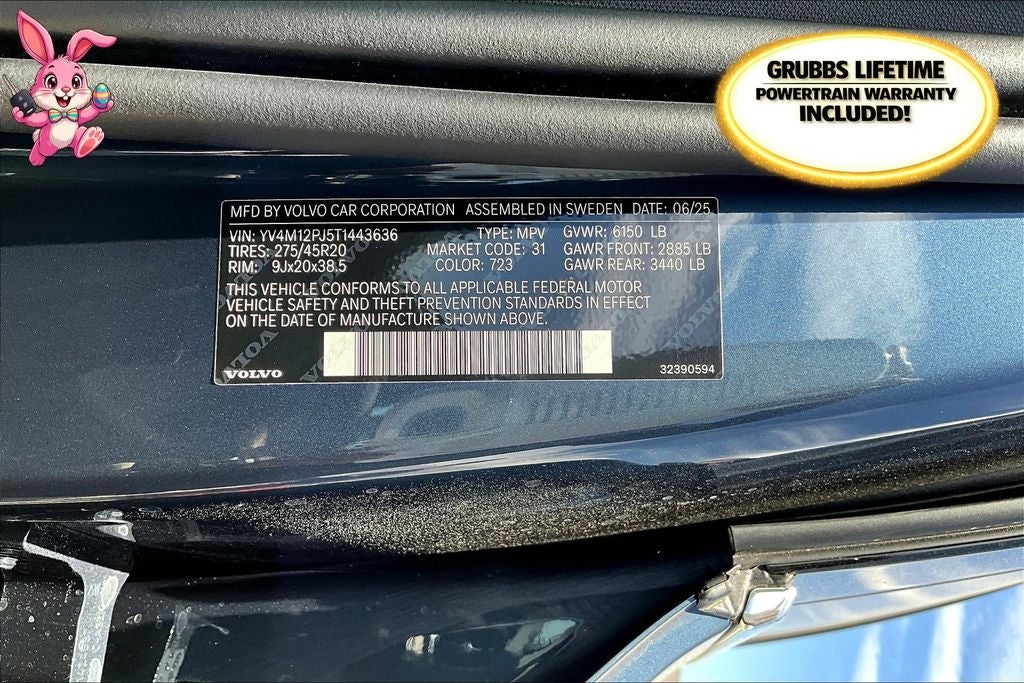 GRUBBS LIFETIME
POWERTRAIN WARRANTY
INCLUDED!
MFD BY VOLVO CAR CORPORATION ASSEMBLED IN SWEDEN DATE: 06/25
VIN: YV4M12PJ5T1443636 TYPE: MPV GVWR: 6150 LB
TIRES: 275/45R20 MARKET CODE: 31 GAWR FRONT: 2885 LB
RIM: 9Jx20x38.5 COLOR: 723 GAWR REAR: 3440 LB
THIS VEHICLE CONFORMS TO ALL APPLICABLE FEDERAL MOTOR
VEHICLE SAFETY AND THEFT PREVENTION STANDARDS IN EFFECT
ON THE DATE OF MANUFACTURE SHOWN ABOVE.
VOLVO 32390594